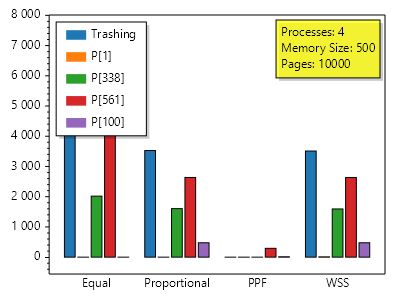 8 000
7 000
6 000
5 000
4 000
3 000
2 000
1 000
0
Trashing
P[1]
P[338]
P[561]
P[100]
Processes: 4
Memory Size: 500
Pages: 10000
Equal
Proportional
PPF
WSS